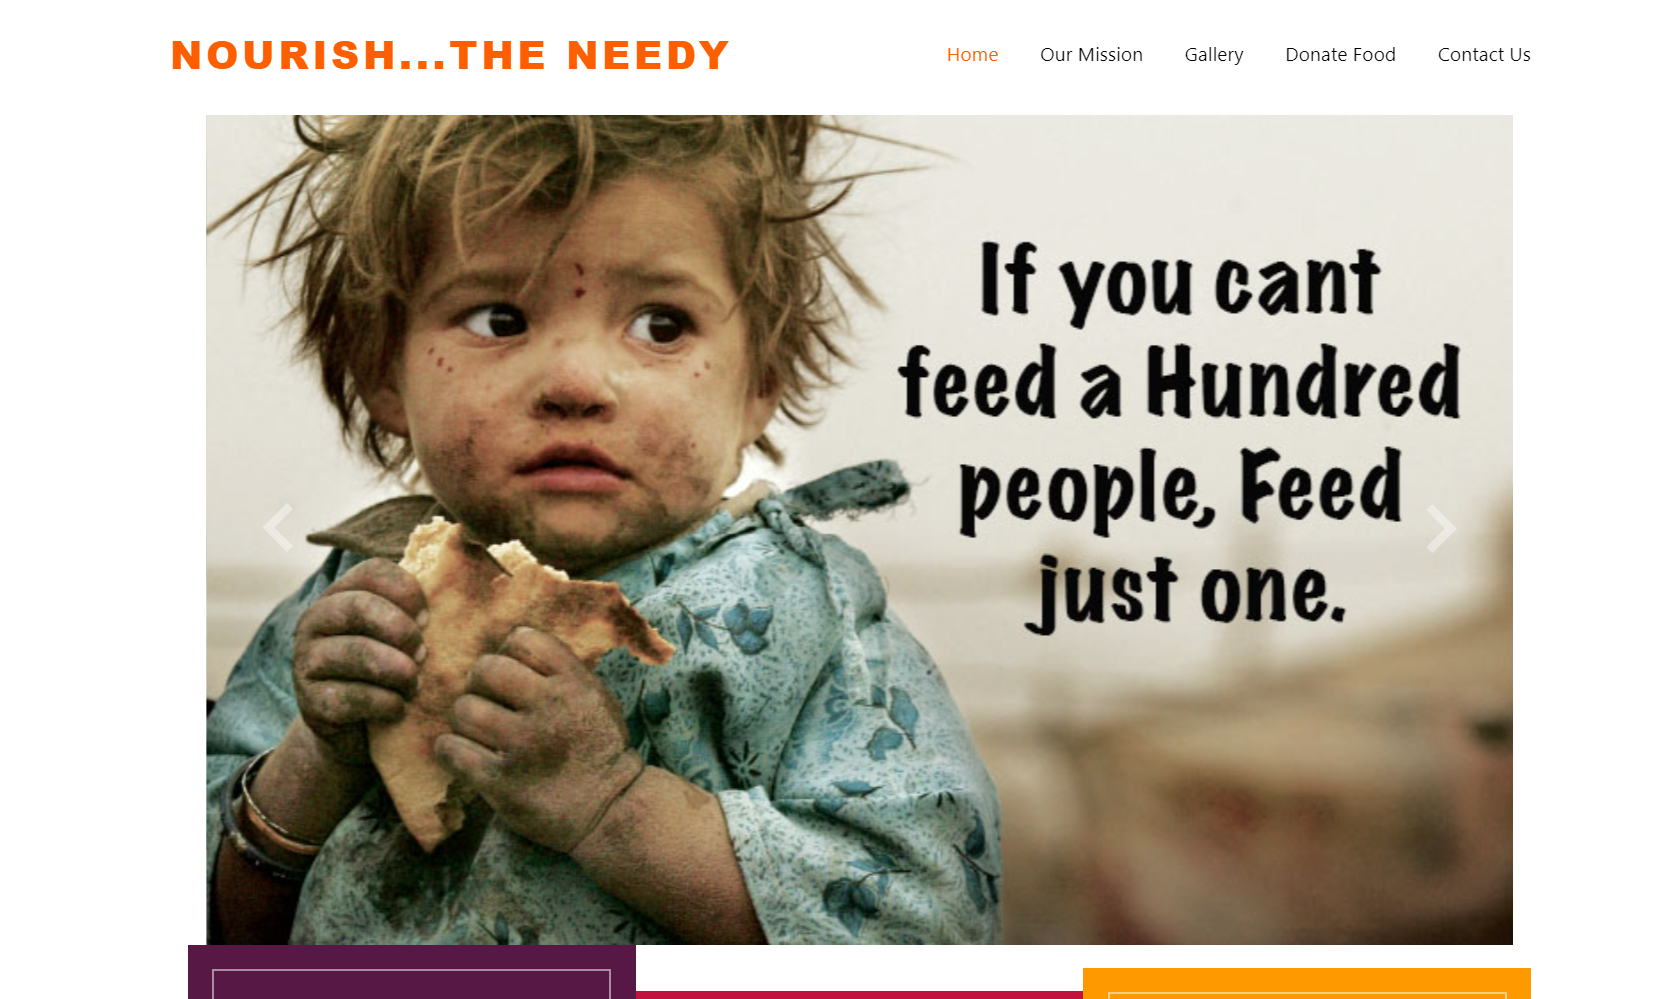 NOURISH...THE NEEDY
Home Our Mission Gallery Donate Food Contact Us
If you cant
feed a Hundred
people, Feed
just one.